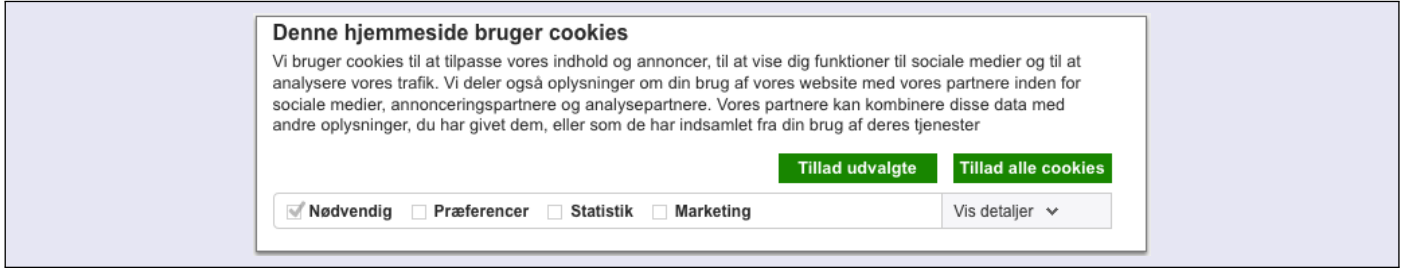 Denne hjemmeside bruger cookies
Vi bruger cookies til at tilpasse vores indhold og annoncer, til at vise dig funktioner til sociale medier og til at
analysere vores trafik. Vi deler også oplysninger om din brug af vores website med vores partnere inden for
sociale medier, annonceringspartnere og analysepartnere. Vores partnere kan kombinere disse data med
andre oplysninger, du har givet dem, eller som de har indsamlet fra din brug af deres tjenester
Tillad udvalgte Tillad alle cookies
Nødvendig Præferencer Statistik Marketing Vis detaljer